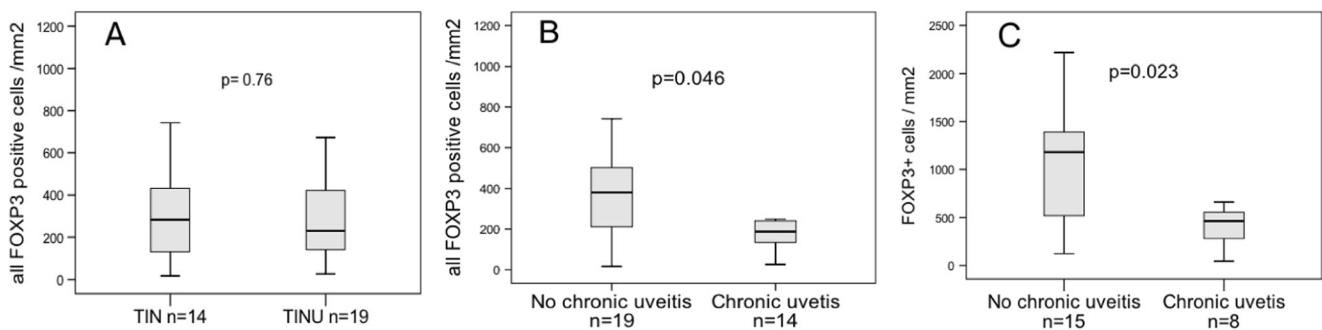 A
all FOXP3 positive cells /mm2
1200
1000
800
600
400
200
0
p= 0.76
TIN n=14
TINU n=19
B
all FOXP3 positive cells /mm2
1200
1000
800
600
400
200
0
p=0.046
No chronic uveitis
n=19
Chronic uvetis
n=14
C
FOXP3+ cells / mm2
2500
2000
1500
1000
500
0
p=0.023
No chronic uveitis
n=15
Chronic uvetis
n=8